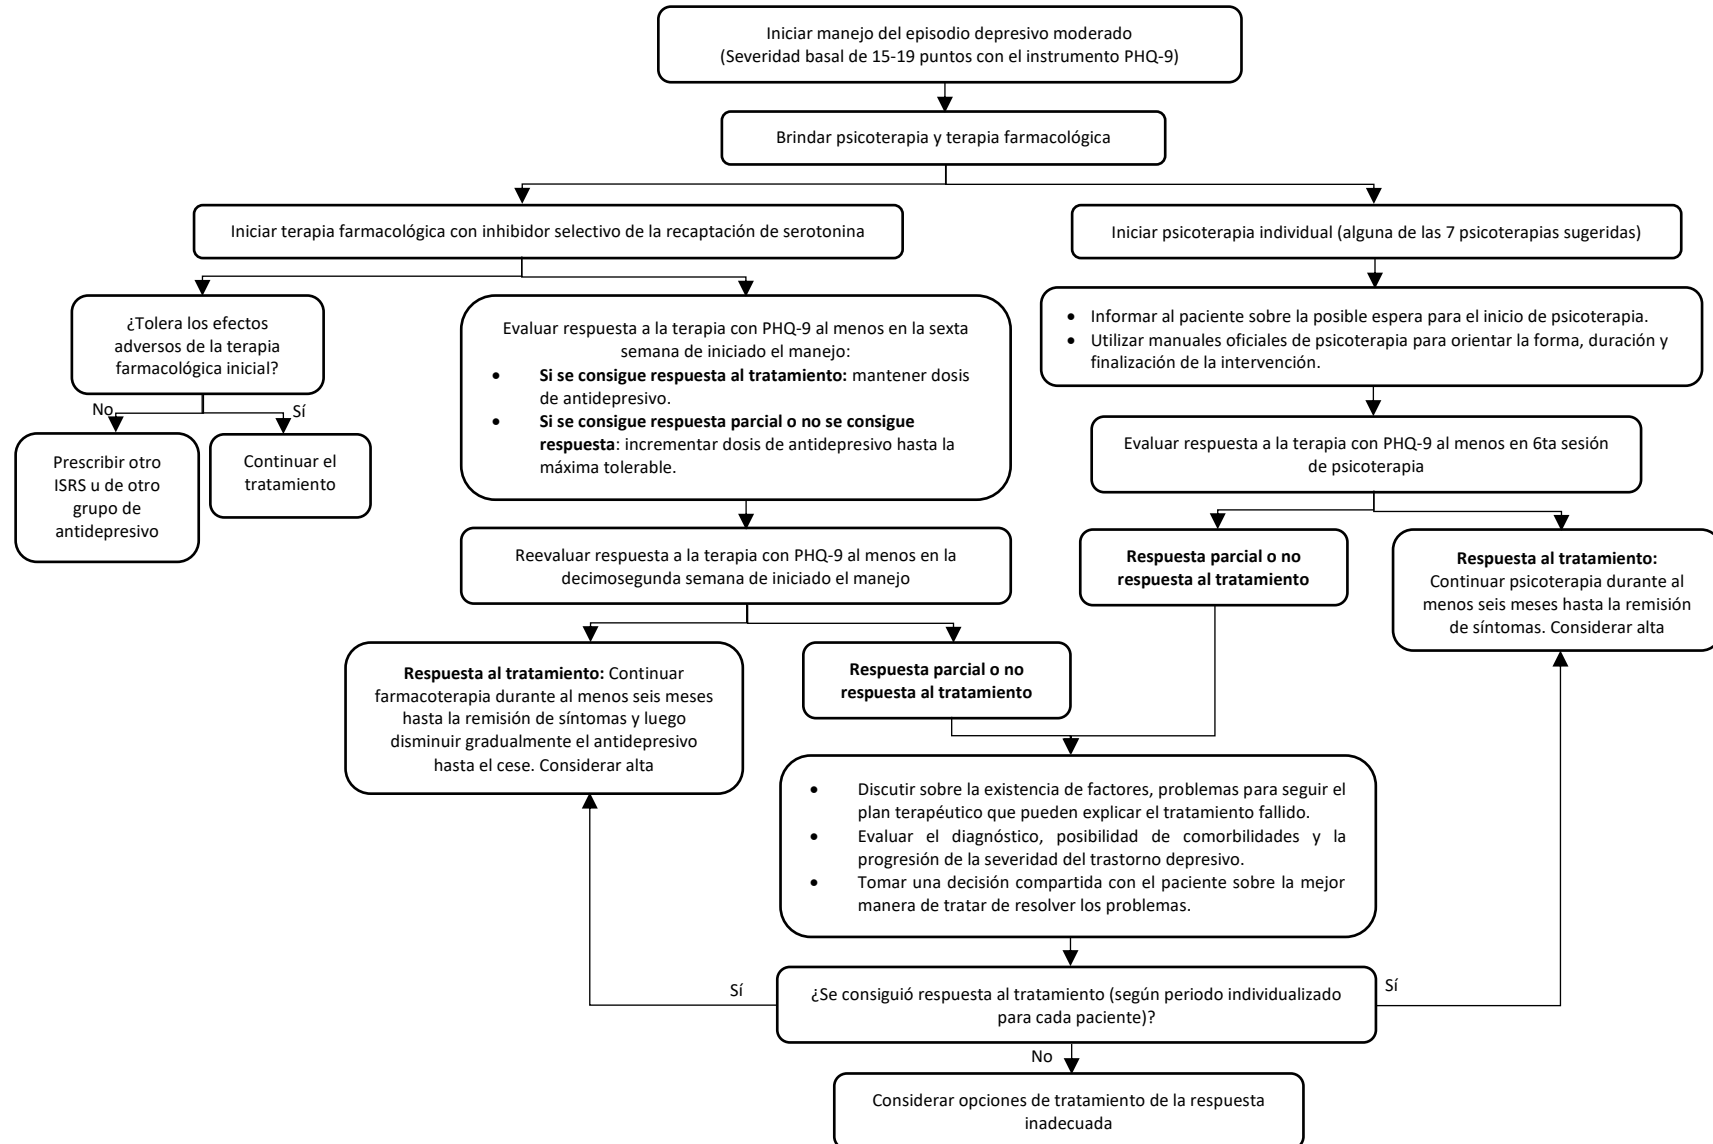 Iniciar manejo del episodio depresivo moderado
(Severidad basal de 15-19 puntos con el instrumento PHQ-9)
Brindar psicoterapia y terapia farmacológica
Iniciar terapia farmacológica con inhibidor selectivo de la recaptación de serotonina
Iniciar psicoterapia individual (alguna de las 7 psicoterapias sugeridas)
¿Tolera los efectos
adversos de la terapia
farmacológica inicial?
No
Sí
Prescribir otro
ISRS u de otro
grupo de
antidepresivo
Continuar el
tratamiento
Evaluar respuesta a la terapia con PHQ-9 al menos en la sexta
semana de iniciado el manejo:
• Si se consigue respuesta al tratamiento: mantener dosis
de antidepresivo.
• Si se consigue respuesta parcial o no se consigue
respuesta: incrementar dosis de antidepresivo hasta la
máxima tolerable.
• Informar al paciente sobre la posible espera para el inicio de psicoterapia.
• Utilizar manuales oficiales de psicoterapia para orientar la forma, duración y
finalización de la intervención.
Evaluar respuesta a la terapia con PHQ-9 al menos en 6ta sesión
de psicoterapia
Reevaluar respuesta a la terapia con PHQ-9 al menos en la
decimosegunda semana de iniciado el manejo
Respuesta parcial o no
respuesta al tratamiento
Respuesta al tratamiento:
Continuar psicoterapia durante al
menos seis meses hasta la remisión
de síntomas. Considerar alta
Respuesta al tratamiento: Continuar
farmacoterapia durante al menos seis meses
hasta la remisión de síntomas y luego
disminuir gradualmente el antidepresivo
hasta el cese. Considerar alta
Respuesta parcial o no
respuesta al tratamiento
• Discutir sobre la existencia de factores, problemas para seguir el
plan terapéutico que pueden explicar el tratamiento fallido.
• Evaluar el diagnóstico, posibilidad de comorbilidades y la
progresión de la severidad del trastorno depresivo.
• Tomar una decisión compartida con el paciente sobre la mejor
manera de tratar de resolver los problemas.
Sí
¿Se consiguió respuesta al tratamiento (según periodo individualizado
para cada paciente)?
Sí
No
Considerar opciones de tratamiento de la respuesta
inadecuada